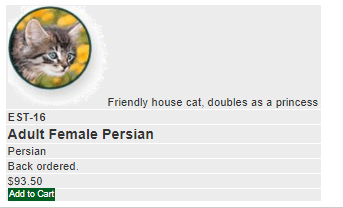 Friendly house cat, doubles as a princess
EST-16
Adult Female Persian
Persian
Back ordered.
$93.50
Add to Cart